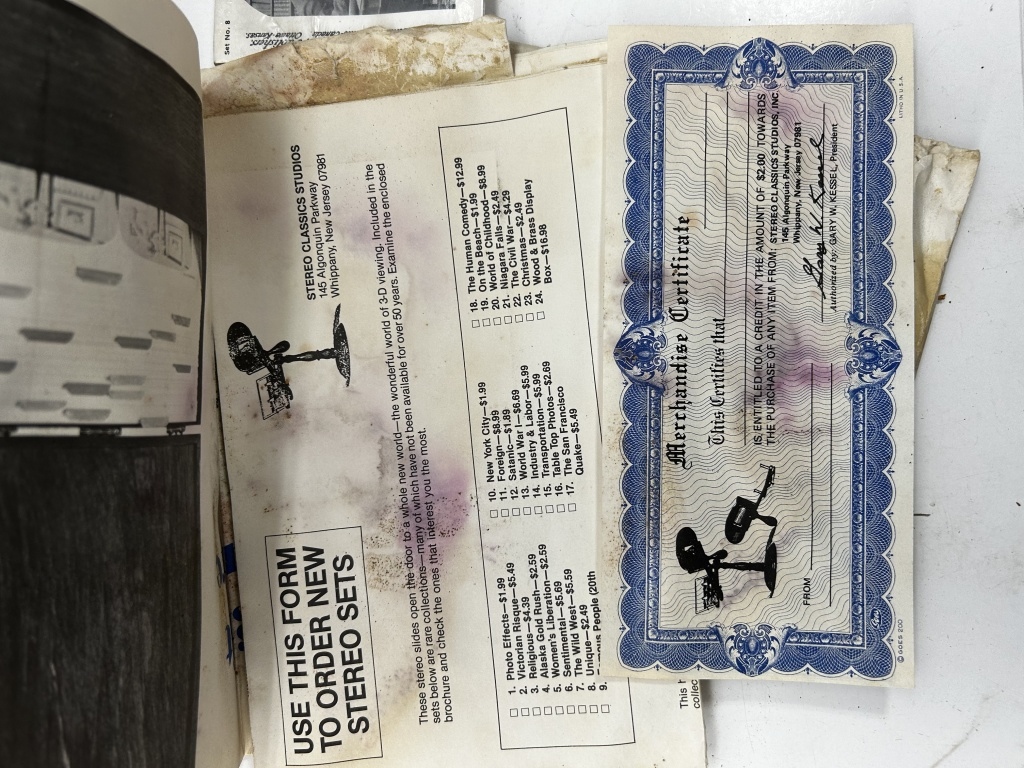 Set No. 8
USE THIS FORM
TO ORDER NEW
STEREO SETS
STEREO CLASSICS STUDIOS
145 Algonquin Parkway
Whippany, New Jersey 07981
These stereo slides open the door to a whole new world—the wonderful world of 3-D viewing. Included in the
sets below are rare collections—many of which have not been available for over 50 years. Examine the enclosed
brochure and check the ones that interest you the most.
1. Photo Effects—$1.99
2. Victorian Risque—$5.49
3. Religious—$4.39
4. Alaska Gold Rush—$2.59
5. Women's Liberation—$2.59
6. Sentimental—$5.69
7. The Wild West—$5.59
8. Unique—$2.49
9. People (20th
10. New York City—$1.99
11. Foreign—$8.99
12. Satanic—$1.89
13. World War I—$6.69
14. Industry & Labor—$5.99
15. Transportation—$5.99
16. Table Top Photos—$2.69
17. The San Francisco
Quake—$5.49
18. The Human Comedy—$12.99
19. On the Beach—$1.99
20. World of Childhood—$8.99
21. Niagara Falls—$2.49
22. The Civil War—$4.29
23. Christmas—$2.49
24. Wood & Brass Display
Box—$16.98
This
collec
Merchandise Certificate
This Certifies that
IS ENTITLED TO A CREDIT IN THE AMOUNT OF $2.00 TOWARDS
THE PURCHASE OF ANY ITEM FROM STEREO CLASSICS STUDIOS, INC.
145 Algonquin Parkway
Whippany, New Jersey 07981
FROM
Gary W. Kessel
Authorized by: GARY W. KESSEL, President
Goes
© GOES 200
LITHO IN U.S.A.